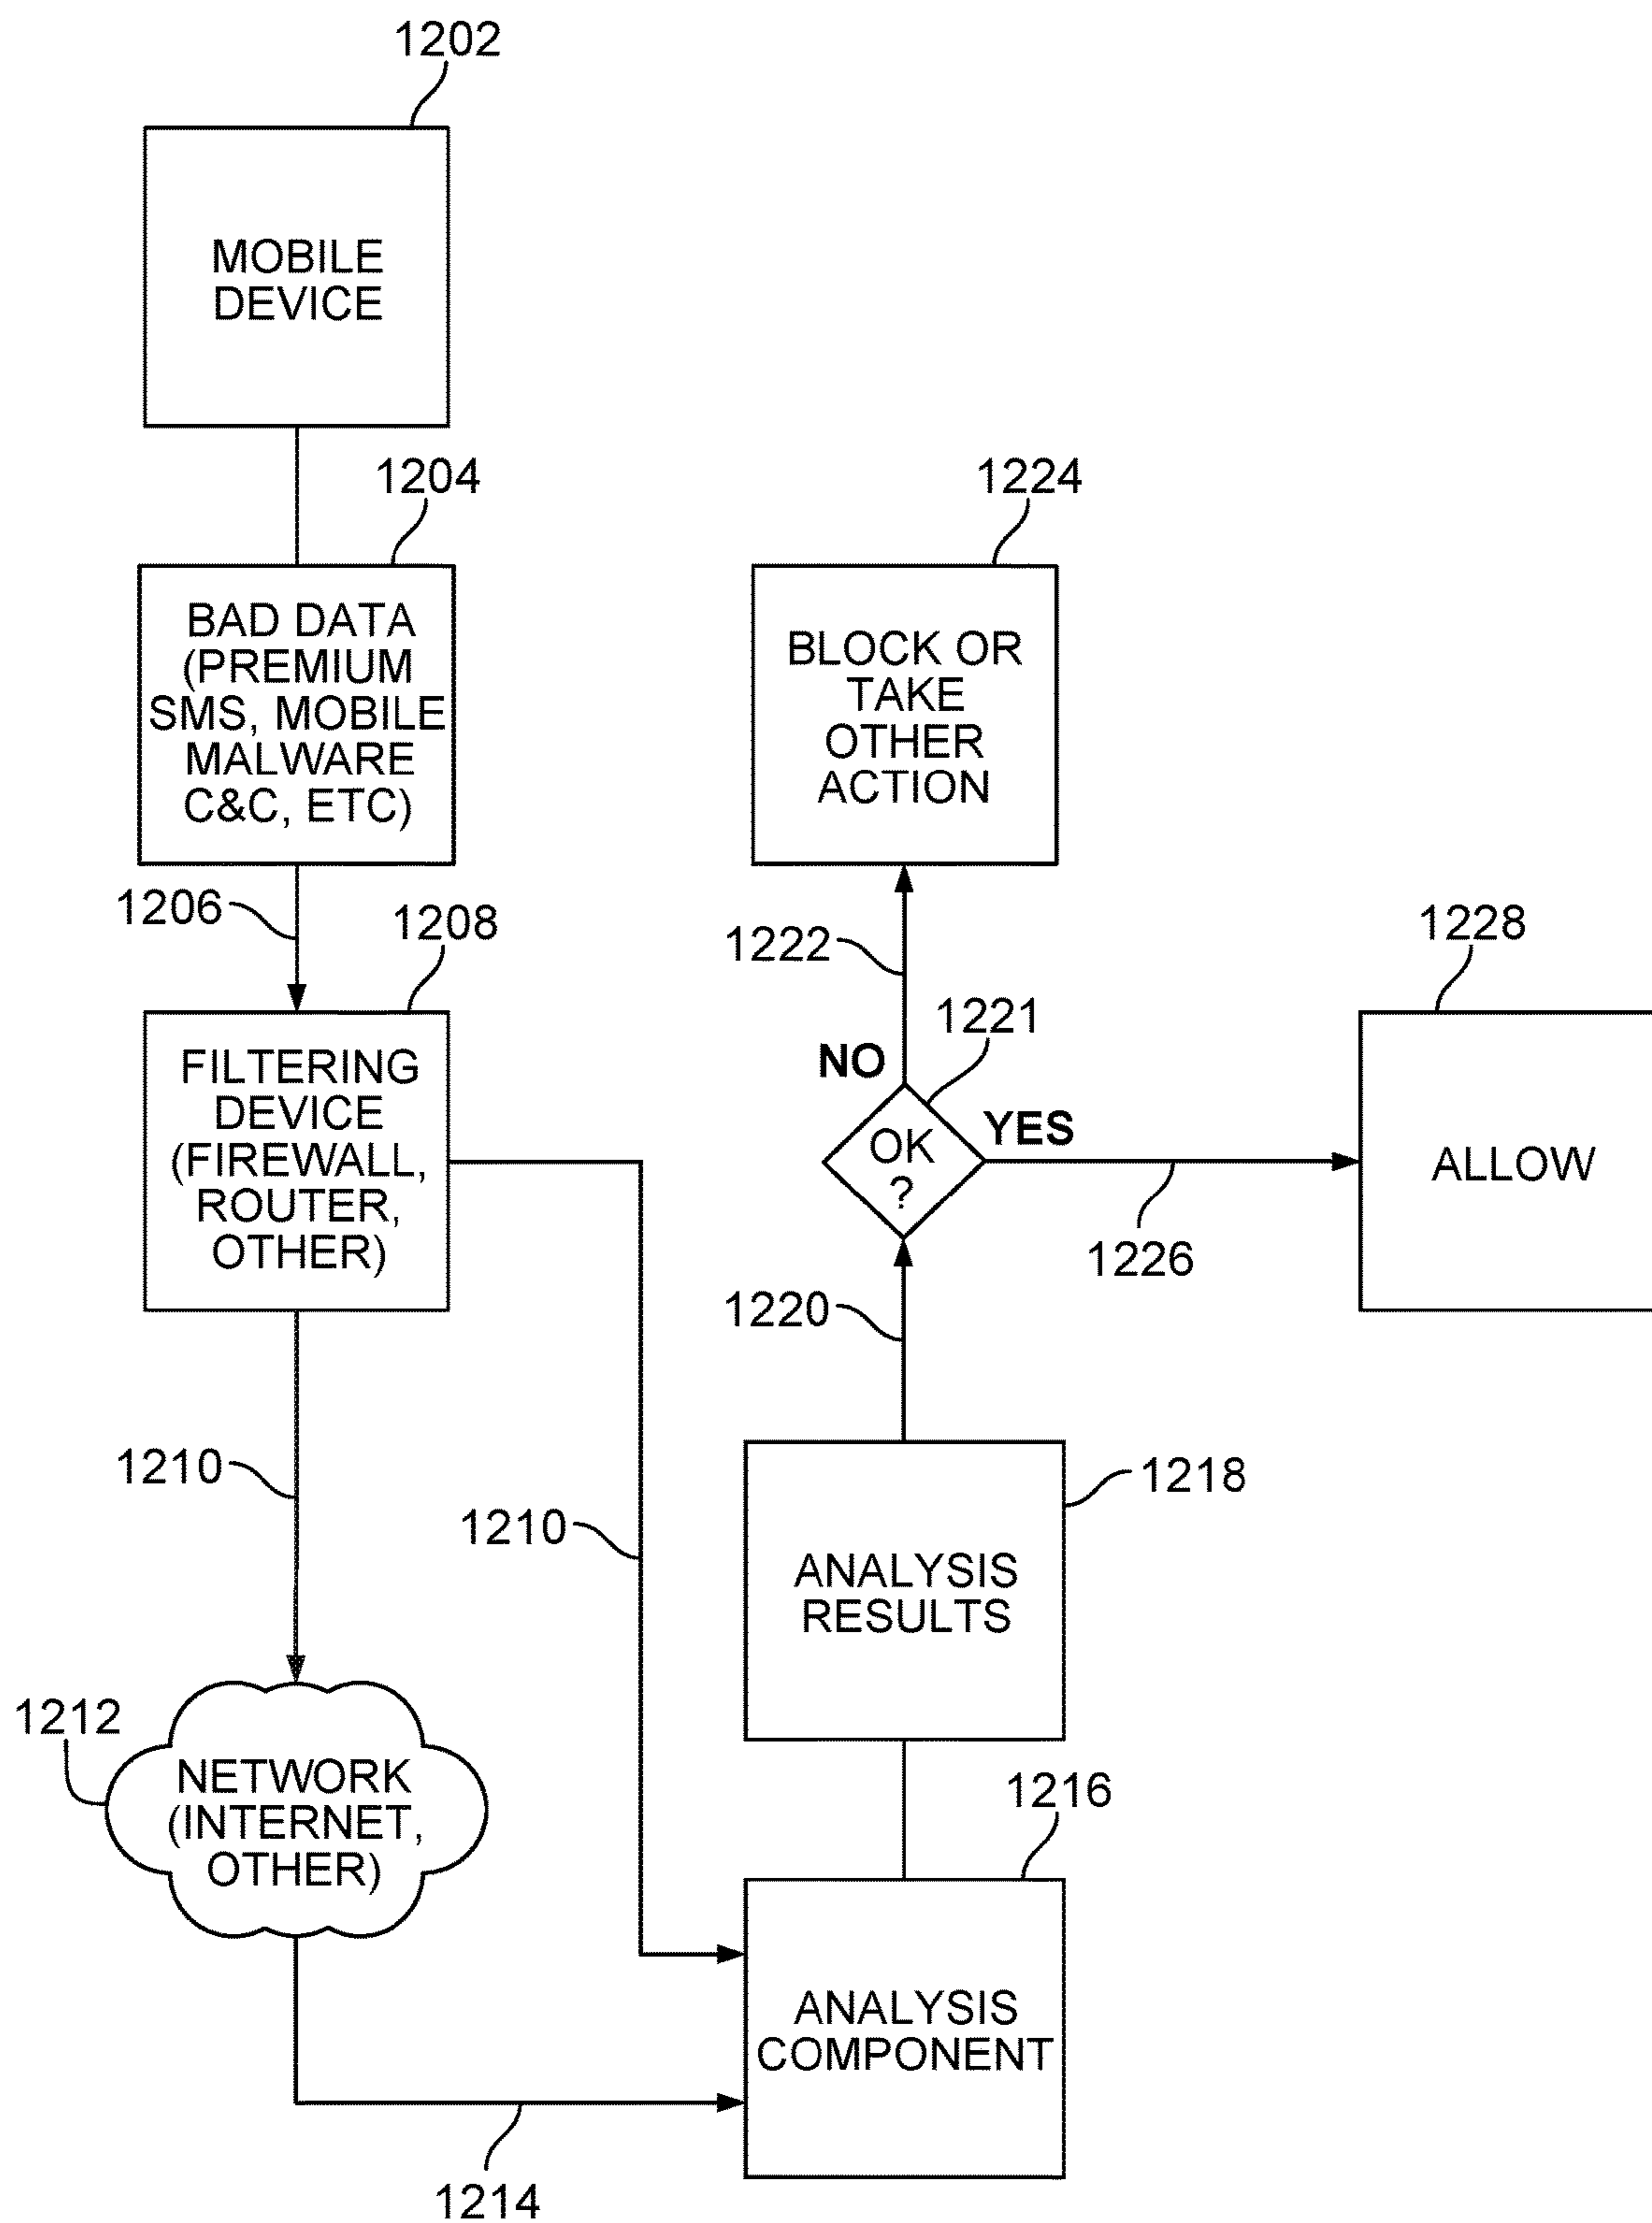 1202
MOBILE
DEVICE
1204
BAD DATA
(PREMIUM
SMS, MOBILE
MALWARE
C&C, ETC)
1206
1208
FILTERING
DEVICE
(FIREWALL,
ROUTER,
OTHER)
1210
1210
1212
NETWORK
(INTERNET,
OTHER)
1214
1216
ANALYSIS
COMPONENT
1218
ANALYSIS
RESULTS
1220
1221
OK
?
NO
1222
1224
BLOCK OR
TAKE
OTHER
ACTION
YES
1226
1228
ALLOW